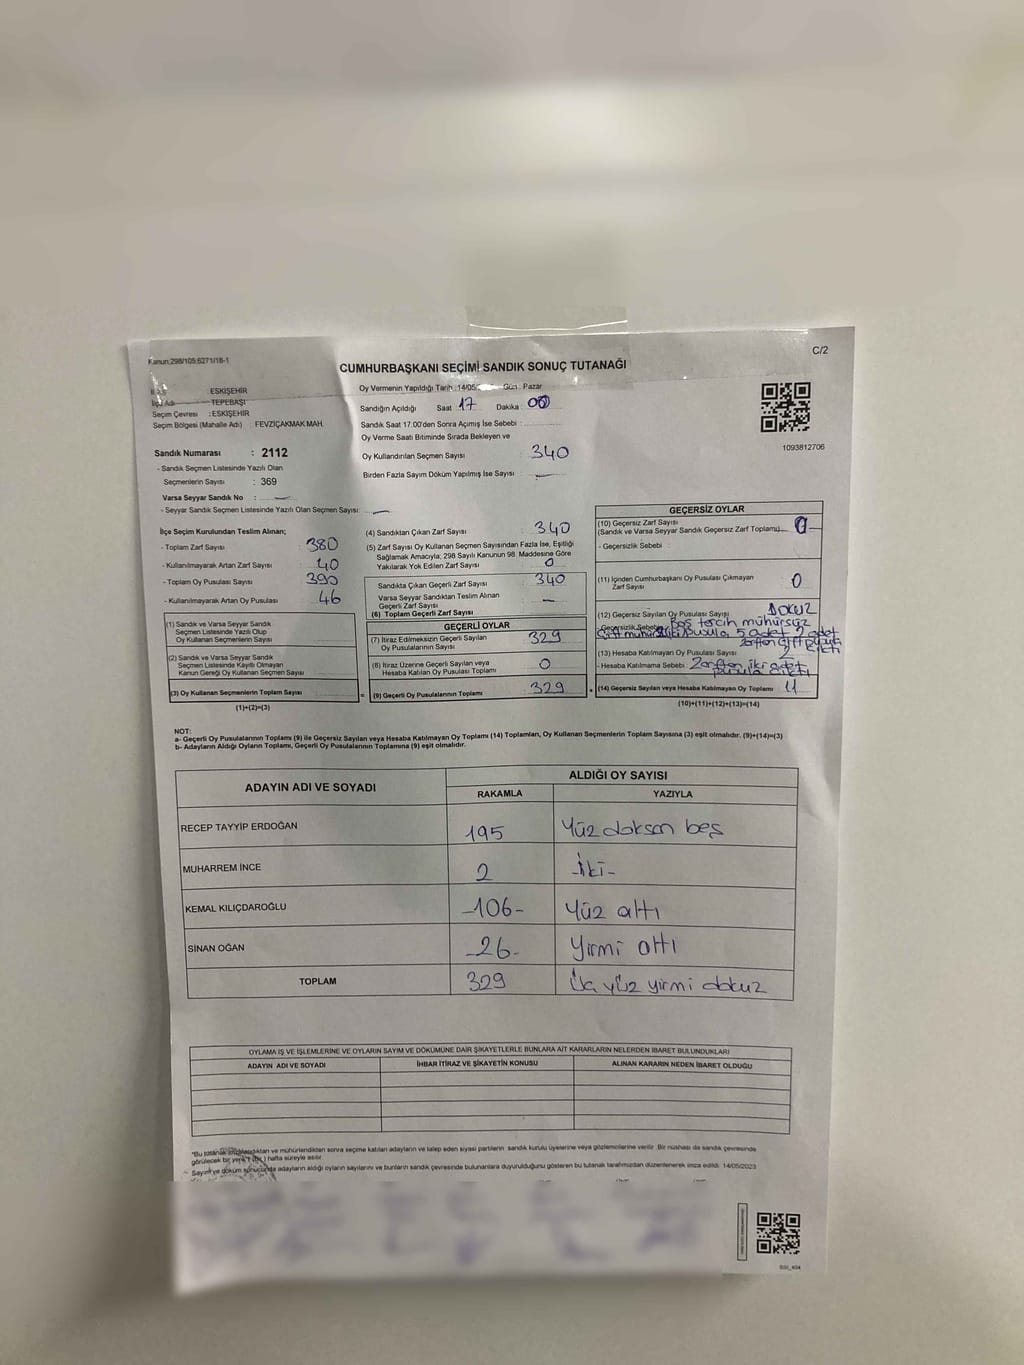 Kanun:298/105;6271/18-1
C/2
CUMHURBAŞKANI SEÇİMİ SANDIK SONUÇ TUTANAĞI
: ESKİŞEHİR
İlçe Adı : TEPEBAŞI
Seçim Çevresi : ESKİŞEHİR
Seçim Bölgesi (Mahalle Adı) : FEVZİÇAKMAK MAH.
Oy Vermenin Yapıldığı Tarih :14/05/ Gün : Pazar
Sandığın Açıldığı Saat 17 Dakika : 00
Sandık Saat 17.00'den Sonra Açılmış İse Sebebi :
Oy Verme Saati Bitiminde Sırada Bekleyen ve
Oy Kullandırılan Seçmen Sayısı : 340
Birden Fazla Sayım Döküm Yapılmış İse Sayısı : —
1093812706
Sandık Numarası : 2112
- Sandık Seçmen Listesinde Yazılı Olan
Seçmenlerin Sayısı : 369
Varsa Seyyar Sandık No : —
- Seyyar Sandık Seçmen Listesinde Yazılı Olan Seçmen Sayısı: —
İlçe Seçim Kurulundan Teslim Alınan;
- Toplam Zarf Sayısı : 380
- Kullanılmayarak Artan Zarf Sayısı : 40
- Toplam Oy Pusulası Sayısı : 390
- Kullanılmayarak Artan Oy Pusulası : 46
(1) Sandık ve Varsa Seyyar Sandık
Seçmen Listesinde Yazılı Olup
Oy Kullanan Seçmenlerin Sayısı
(2) Sandık ve Varsa Seyyar Sandık
Seçmen Listesinde Kayıtlı Olmayan
Kanun Gereği Oy Kullanan Seçmen Sayısı
(3) Oy Kullanan Seçmenlerin Toplam Sayısı
(1)+(2)=(3)
(4) Sandıktan Çıkan Zarf Sayısı : 340
(5) Zarf Sayısı Oy Kullanan Seçmen Sayısından Fazla İse, Eşitliği
Sağlamak Amacıyla; 298 Sayılı Kanunun 98. Maddesine Göre
Yakılarak Yok Edilen Zarf Sayısı : 0
Sandıkta Çıkan Geçerli Zarf Sayısı : 340
Varsa Seyyar Sandıktan Teslim Alınan
Geçerli Zarf Sayısı : —
(6) Toplam Geçerli Zarf Sayısı
GEÇERLİ OYLAR
(7) İtiraz Edilmeksizin Geçerli Sayılan
Oy Pusulalarının Sayısı : 329
(8) İtiraz Üzerine Geçerli Sayılan veya
Hesaba Katılan Oy Pusulası Toplamı : 0
= (9) Geçerli Oy Pusulalarının Toplamı : 329
GEÇERSİZ OYLAR
(10) Geçersiz Zarf Sayısı
(Sandık ve Varsa Seyyar Sandık Geçersiz Zarf Toplamı) : 0
- Geçersizlik Sebebi :
(11) İçinden Cumhurbaşkanı Oy Pusulası Çıkmayan
Zarf Sayısı : 0
(12) Geçersiz Sayılan Oy Pusulası Sayısı : Dokuz
- Geçersizlik Sebebi: Boş tercih mühürsüz
(13) Hesaba Katılmayan Oy Pusulası Sayısı : 2
- Hesaba Katılmama Sebebi : Zarftan iki adet
pusula çıktı
+ (14) Geçersiz Sayılan veya Hesaba Katılmayan Oy Toplamı 11
(10)+(11)+(12)+(13)=(14)
NOT:
a- Geçerli Oy Pusulalarının Toplamı (9) ile Geçersiz Sayılan veya Hesaba Katılmayan Oy Toplamı (14) Toplamları, Oy Kullanan Seçmenlerin Toplam Sayısına (3) eşit olmalıdır. (9)+(14)=(3)
b- Adayların Aldığı Oyların Toplamı, Geçerli Oy Pusulalarının Toplamına (9) eşit olmalıdır.
ADAYIN ADI VE SOYADI
ALDIĞI OY SAYISI
RAKAMLA YAZIYLA
RECEP TAYYİP ERDOĞAN 195 Yüz doksan beş
MUHARREM İNCE 2 -İki-
KEMAL KILIÇDAROĞLU -106- Yüz altı
SİNAN OĞAN -26- Yirmi altı
TOPLAM 329 Üç yüz yirmi dokuz
OYLAMA İŞ VE İŞLEMLERİNE VE OYLARIN SAYIM VE DÖKÜMÜNE DAİR ŞİKAYETLERLE BUNLARA AİT KARARLARIN NELERDEN İBARET BULUNDUKLARI
ADAYIN ADI VE SOYADI İHBAR İTİRAZ VE ŞİKAYETİN KONUSU ALINAN KARARIN NEDEN İBARET OLDUĞU
*Bu tutanak imzalandıktan ve mühürlendikten sonra seçime katılan adayların ve talep eden siyasi partilerin sandık kurulu üyelerine veya gözlemcilerine verilir. Bir nüshası da sandık çevresinde
görülecek bir yere 1 (bir) hafta süreyle asılır.
Sayım ve döküm sonucunda adayların aldığı oyların sayılarını ve bunların sandık çevresinde bulunanlara duyurulduğunu gösteren bu tutanak tarafımızdan düzenlenerek imza edildi. 14/05/2023